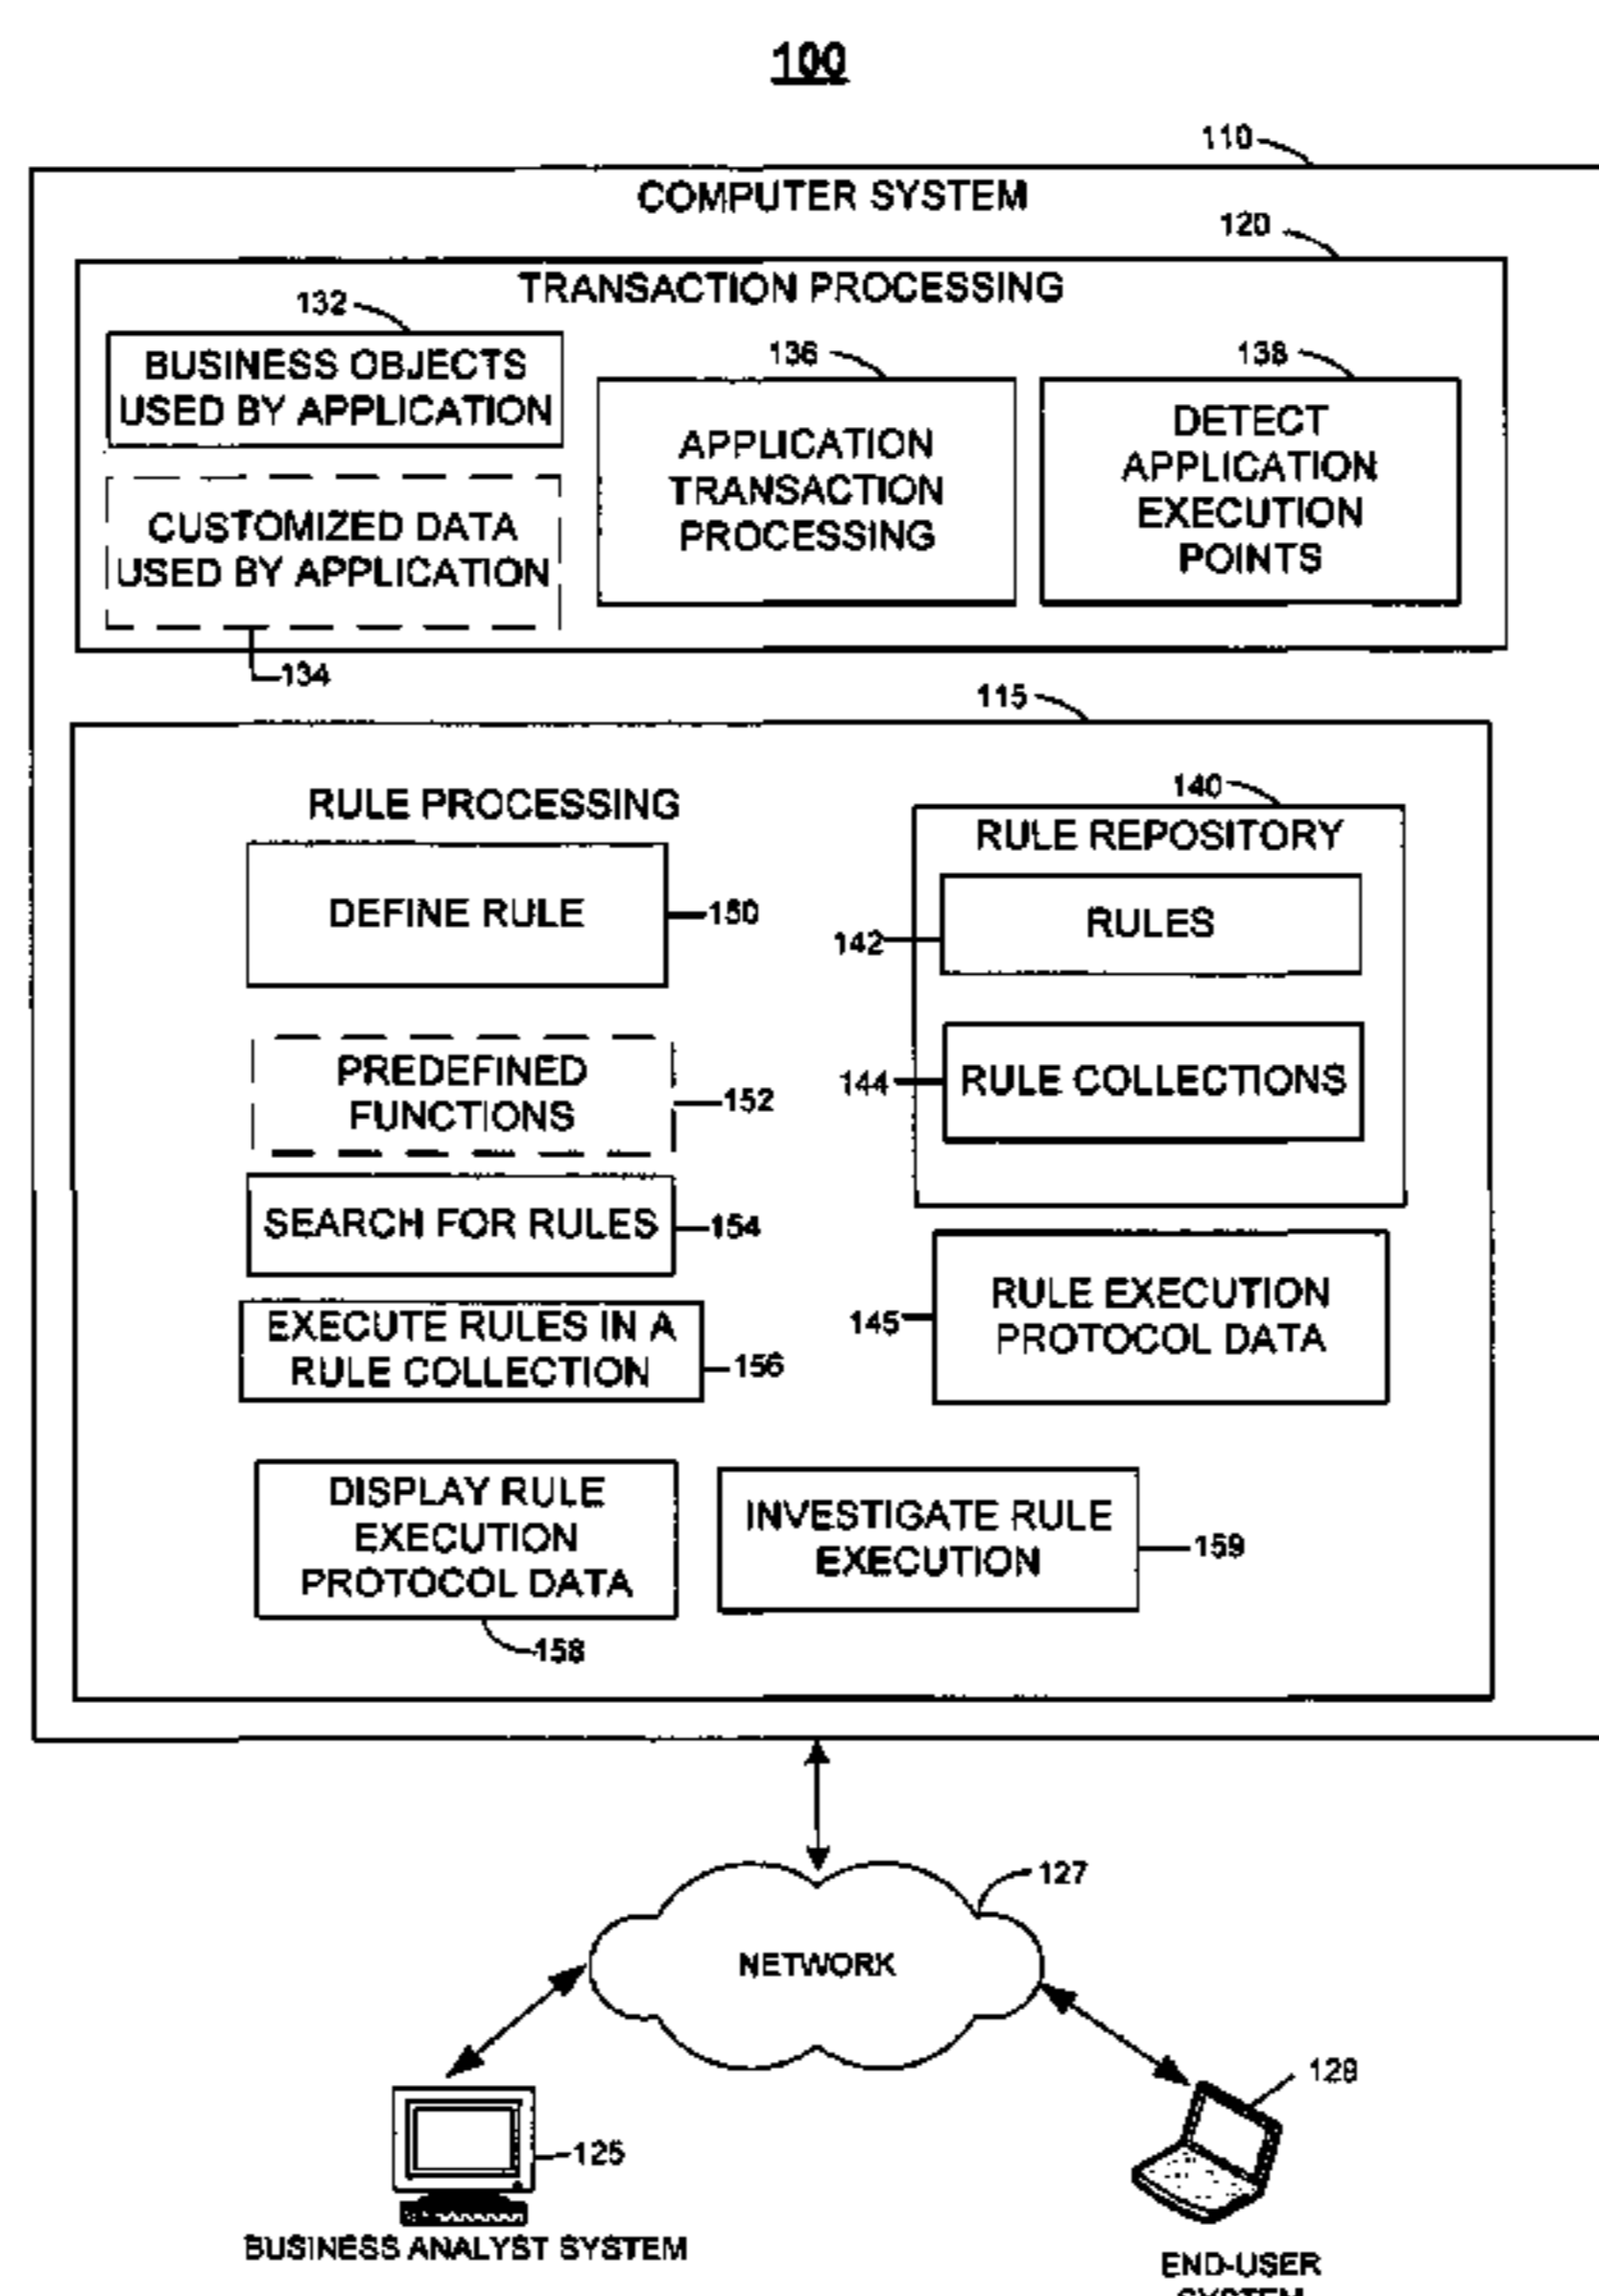 100
110
COMPUTER SYSTEM
120
TRANSACTION PROCESSING
132
BUSINESS OBJECTS
USED BY APPLICATION
CUSTOMIZED DATA
USED BY APPLICATION
134
136
APPLICATION
TRANSACTION
PROCESSING
138
DETECT
APPLICATION
EXECUTION
POINTS
115
RULE PROCESSING
DEFINE RULE
150
PREDEFINED
FUNCTIONS
152
SEARCH FOR RULES
154
EXECUTE RULES IN A
RULE COLLECTION
156
140
RULE REPOSITORY
142
RULES
144
RULE COLLECTIONS
145
RULE EXECUTION
PROTOCOL DATA
DISPLAY RULE
EXECUTION
PROTOCOL DATA
158
INVESTIGATE RULE
EXECUTION
159
127
NETWORK
125
BUSINESS ANALYST SYSTEM
128
END-USER
SYSTEM